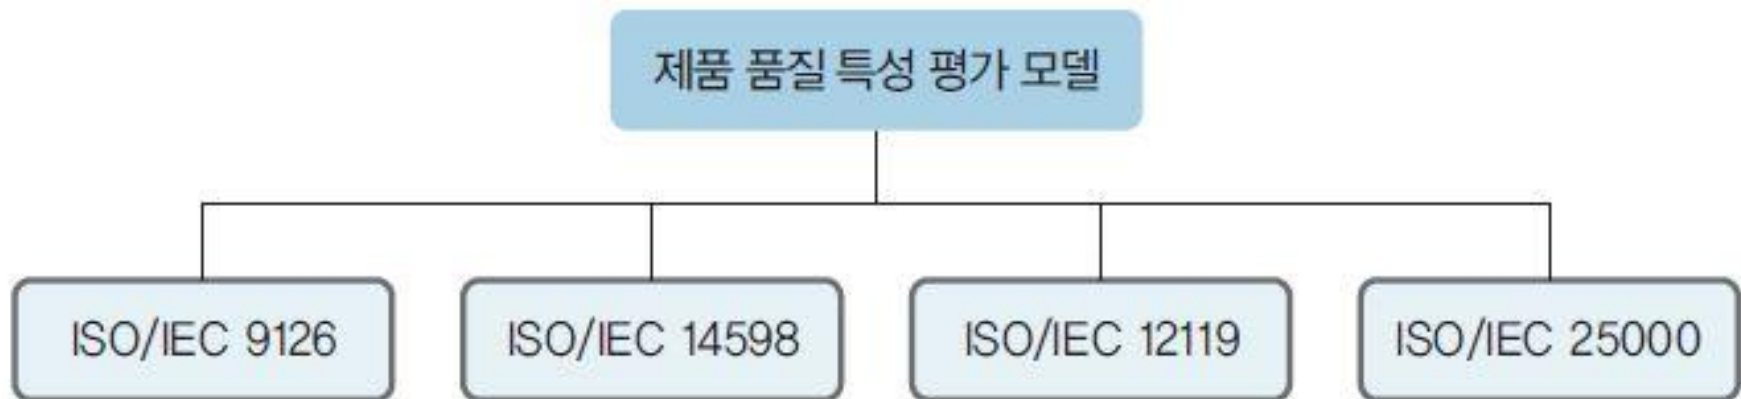 제품 품질 특성 평가 모델
ISO/IEC 9126
ISO/IEC 14598
ISO/IEC 12119
ISO/IEC 25000